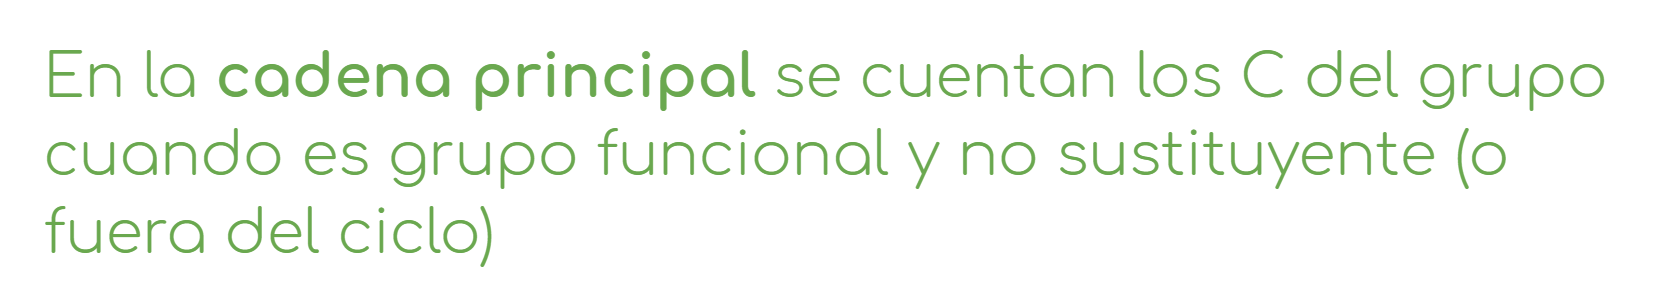 En la cadena principal se cuentan los C del grupo
cuando es grupo funcional y no sustituyente (o
fuera del ciclo)